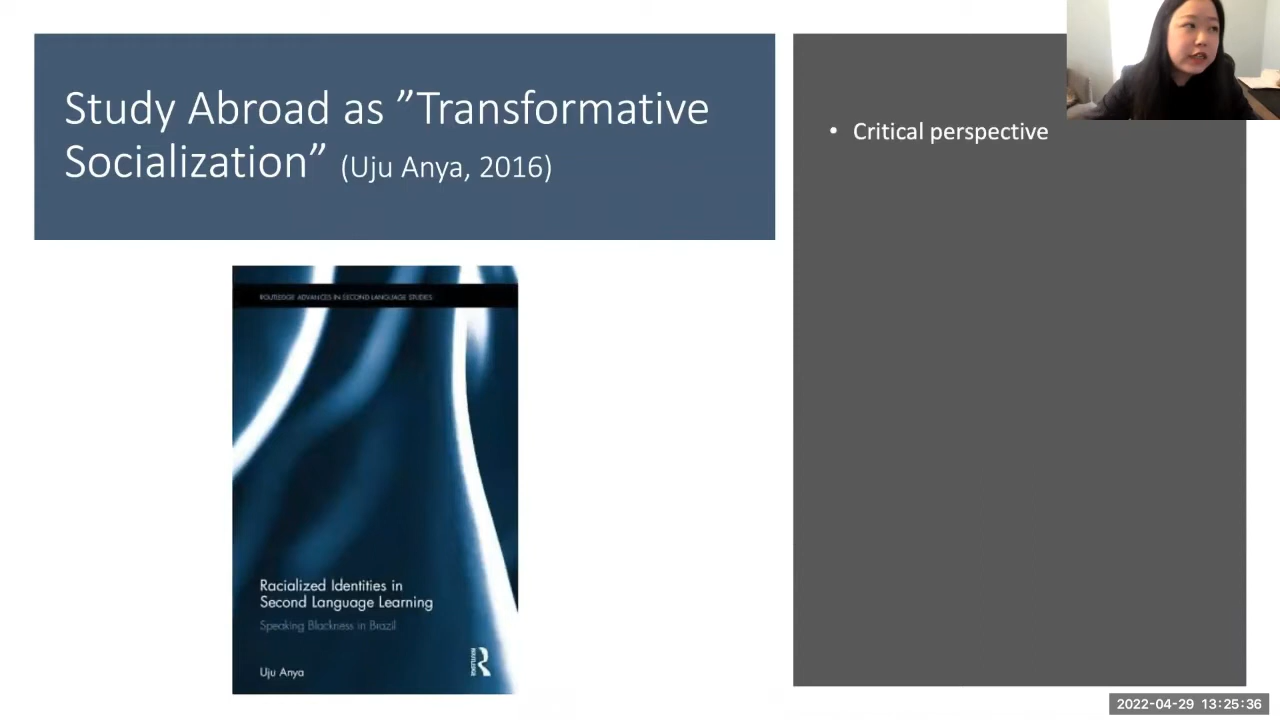 Study Abroad as ”Transformative
Socialization” (Uju Anya, 2016)
• Critical perspective
ROUTLEDGE ADVANCES IN SECOND LANGUAGE STUDIES
Racialized Identities in
Second Language Learning
Speaking Blackness in Brazil
Uju Anya
ROUTLEDGE
2022-04-29 13:25:36